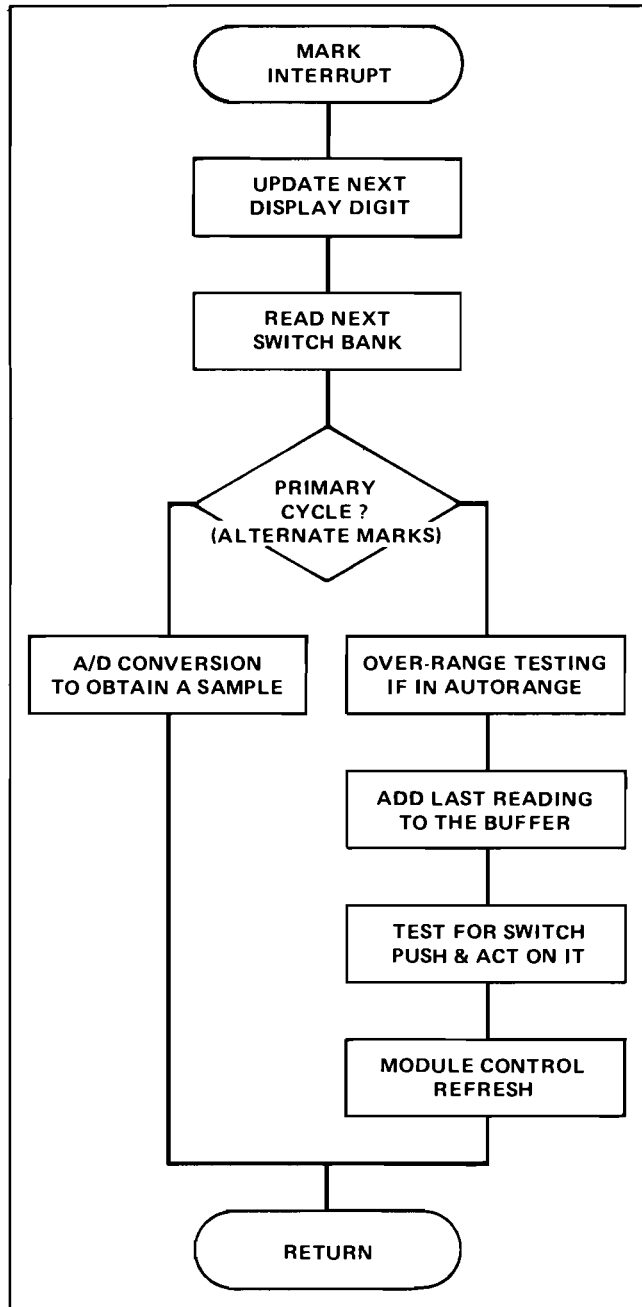 MARK
INTERRUPT
UPDATE NEXT
DISPLAY DIGIT
READ NEXT
SWITCH BANK
PRIMARY
CYCLE ?
(ALTERNATE MARKS)
A/D CONVERSION
TO OBTAIN A SAMPLE
OVER-RANGE TESTING
IF IN AUTORANGE
ADD LAST READING
TO THE BUFFER
TEST FOR SWITCH
PUSH & ACT ON IT
MODULE CONTROL
REFRESH
RETURN